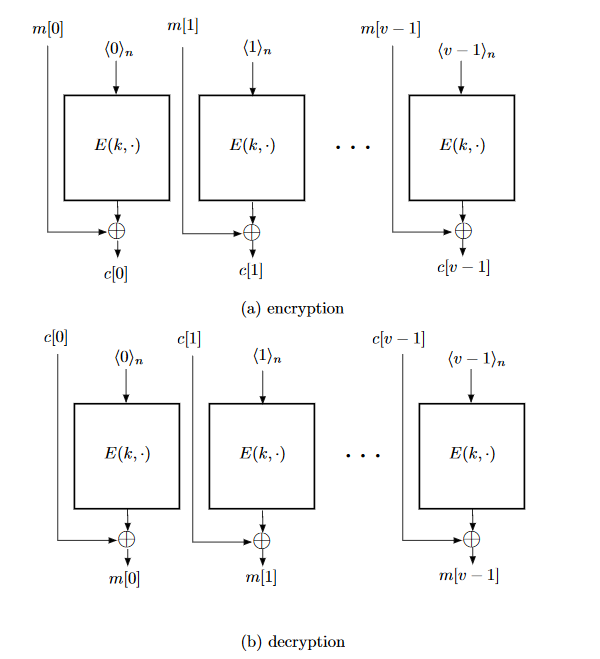 m[0] m[1] m[v − 1]
⟨0⟩ₙ ⟨1⟩ₙ ⟨v − 1⟩ₙ
E(k, ·) E(k, ·) · · · E(k, ·)
c[0] c[1] c[v − 1]
(a) encryption
c[0] c[1] c[v − 1]
⟨0⟩ₙ ⟨1⟩ₙ ⟨v − 1⟩ₙ
E(k, ·) E(k, ·) · · · E(k, ·)
m[0] m[1] m[v − 1]
(b) decryption